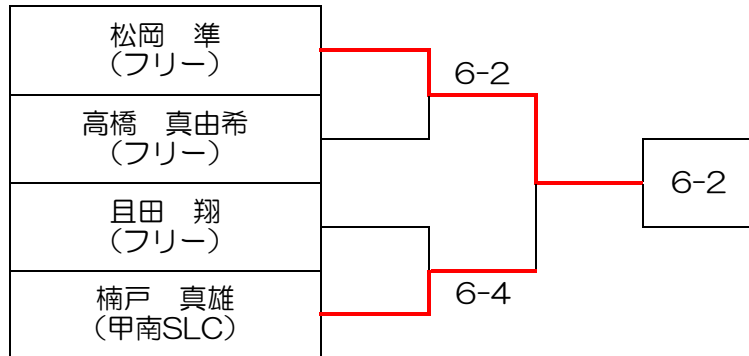 松岡　準
（フリー）
6-2
高橋　真由希
（フリー）
6-2
且田　翔
（フリー）
6-4
楠戸　真雄
（甲南SLC）